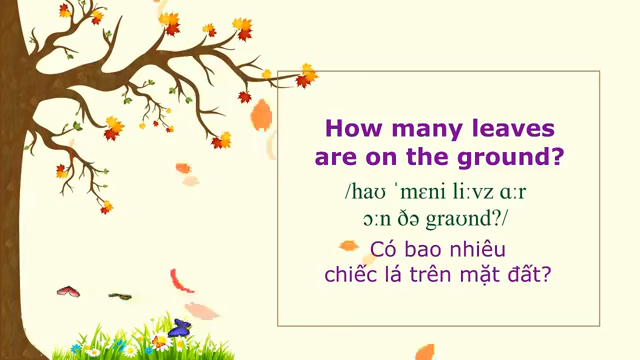 How many leaves
are on the ground?
/haʊ ˈmɛni liːvz ɑːr
ɔːn ðə graʊnd?/
Có bao nhiêu
chiếc lá trên mặt đất?